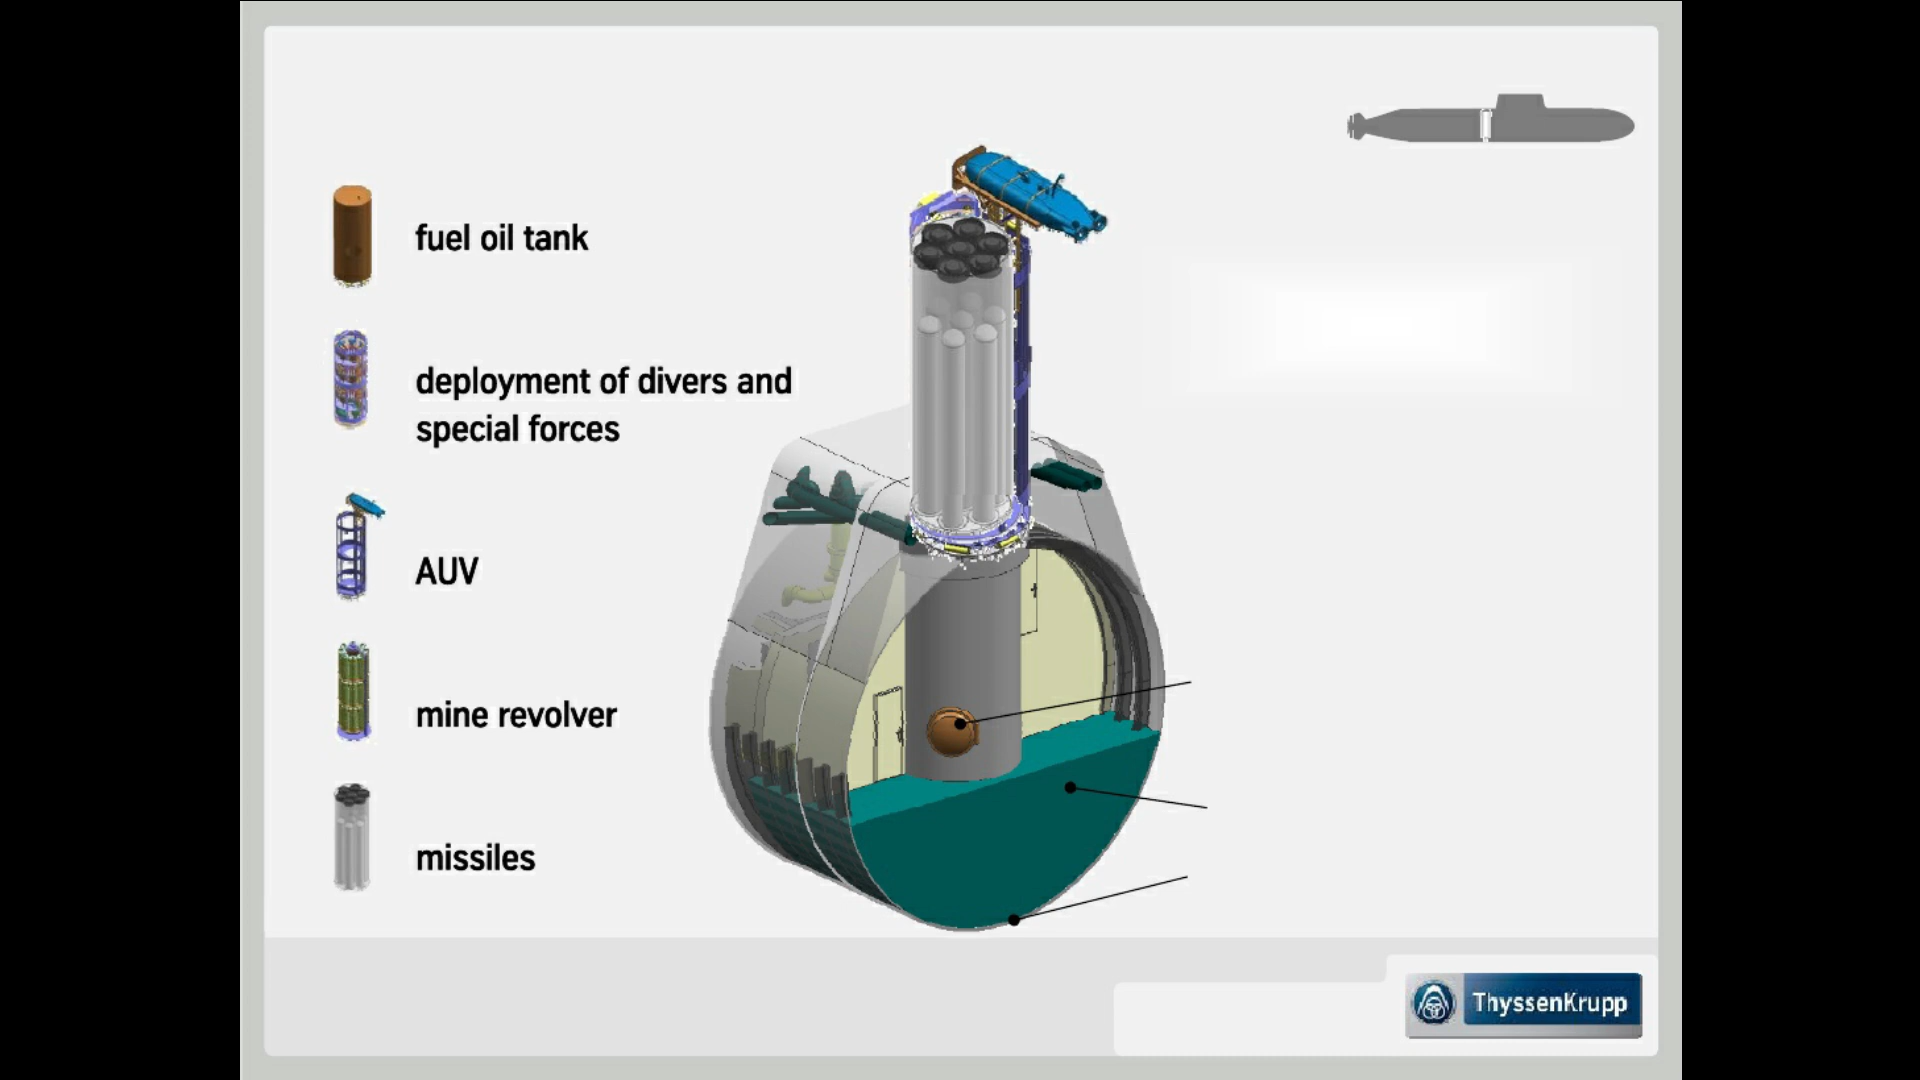 fuel oil tank
deployment of divers and
special forces
AUV
mine revolver
missiles
ThyssenKrupp